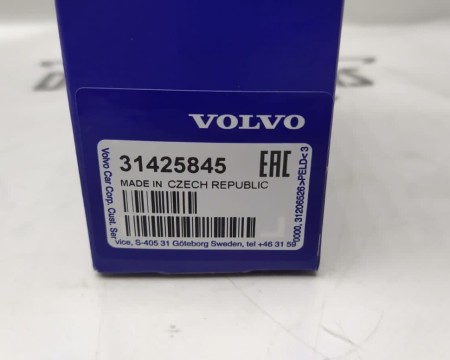 VOLVO
31425845 EAC
MADE IN CZECH REPUBLIC
Volvo Car Corp. Cust. Ser
vice, S-405 31 Göteborg Sweden, tel +46 31 59
0000, 31206526>PELD<3